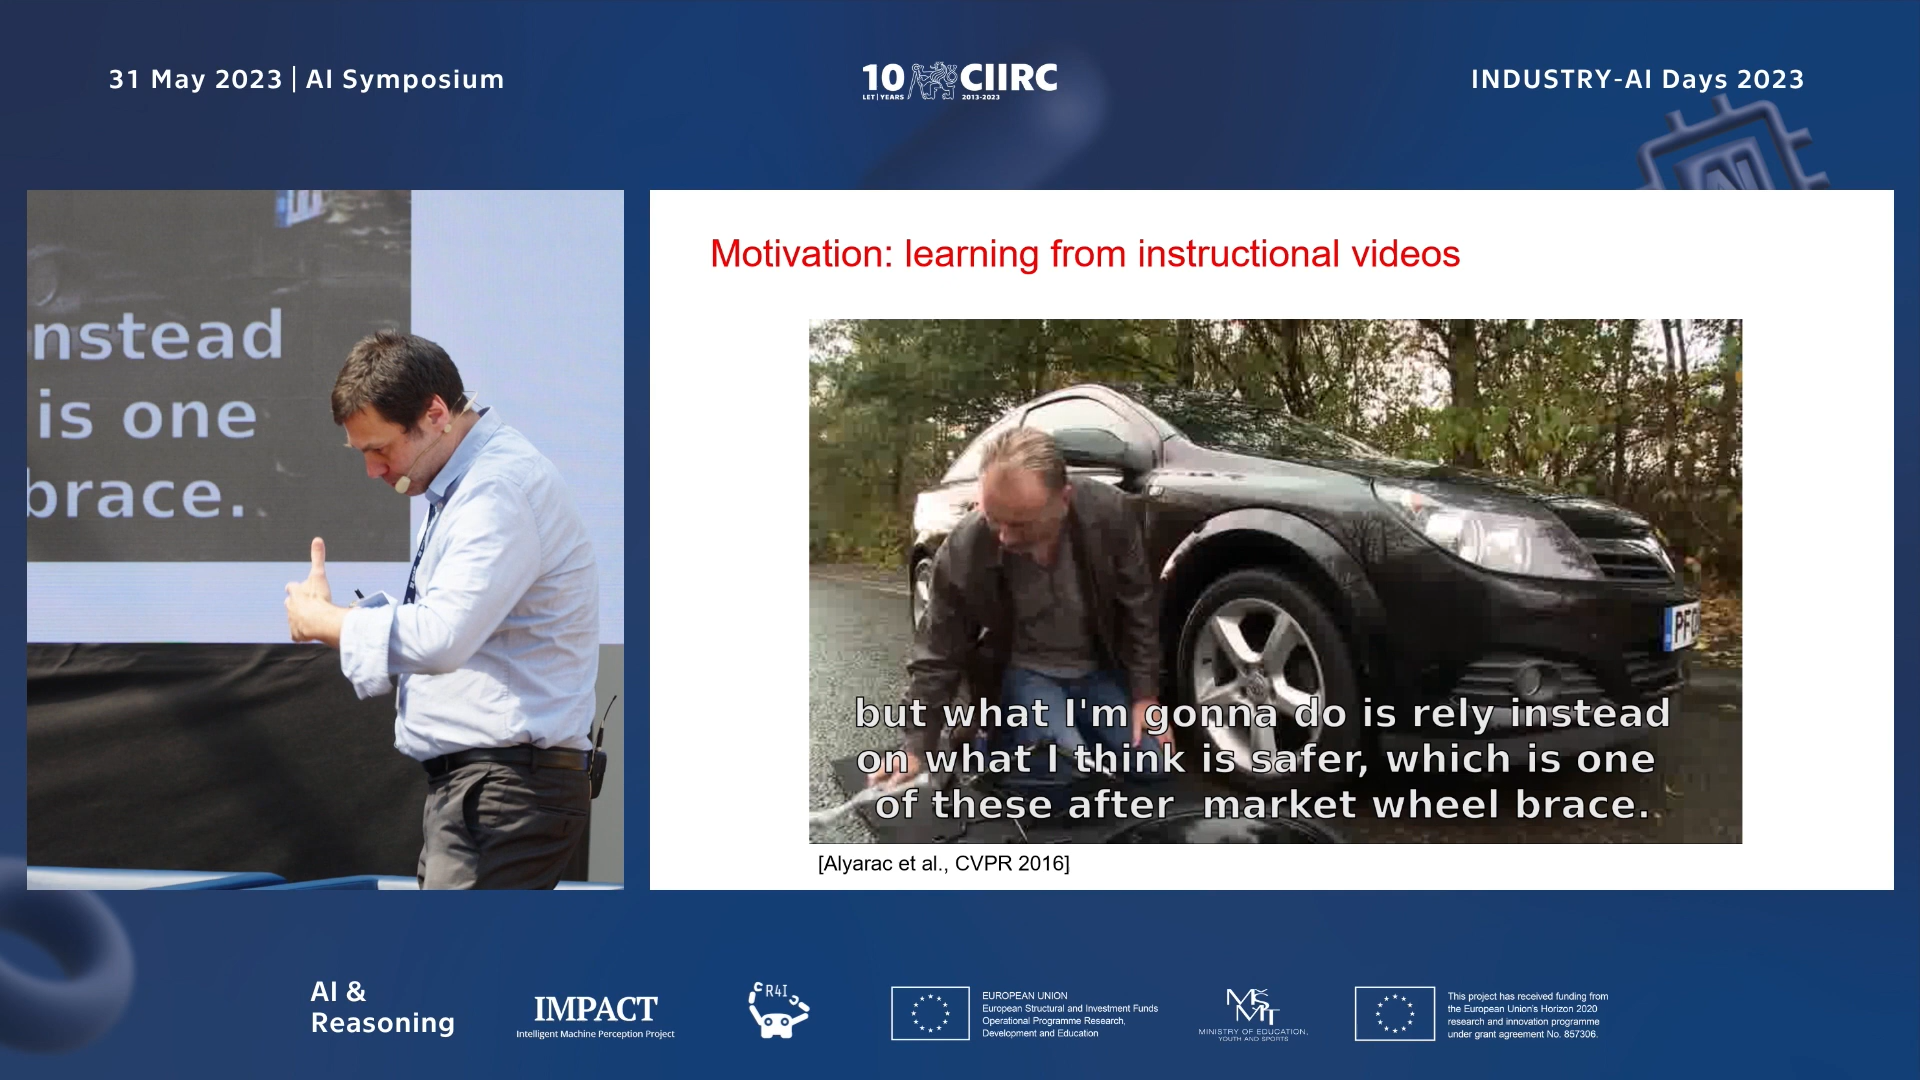 31 May 2023 | AI Symposium
10 CIIRC
LET | YEARS 2013-2023
INDUSTRY-AI Days 2023
AI
nstead
is one
brace.
Motivation: learning from instructional videos
PF0
but what I'm gonna do is rely instead
on what I think is safer, which is one
of these after market wheel brace.
[Alyarac et al., CVPR 2016]
AI &
Reasoning
IMPACT
Intelligent Machine Perception Project
R4I
EUROPEAN UNION
European Structural and Investment Funds
Operational Programme Research,
Development and Education
MSMT
MINISTRY OF EDUCATION,
YOUTH AND SPORTS
This project has received funding from
the European Union's Horizon 2020
research and innovation programme
under grant agreement No. 857306.